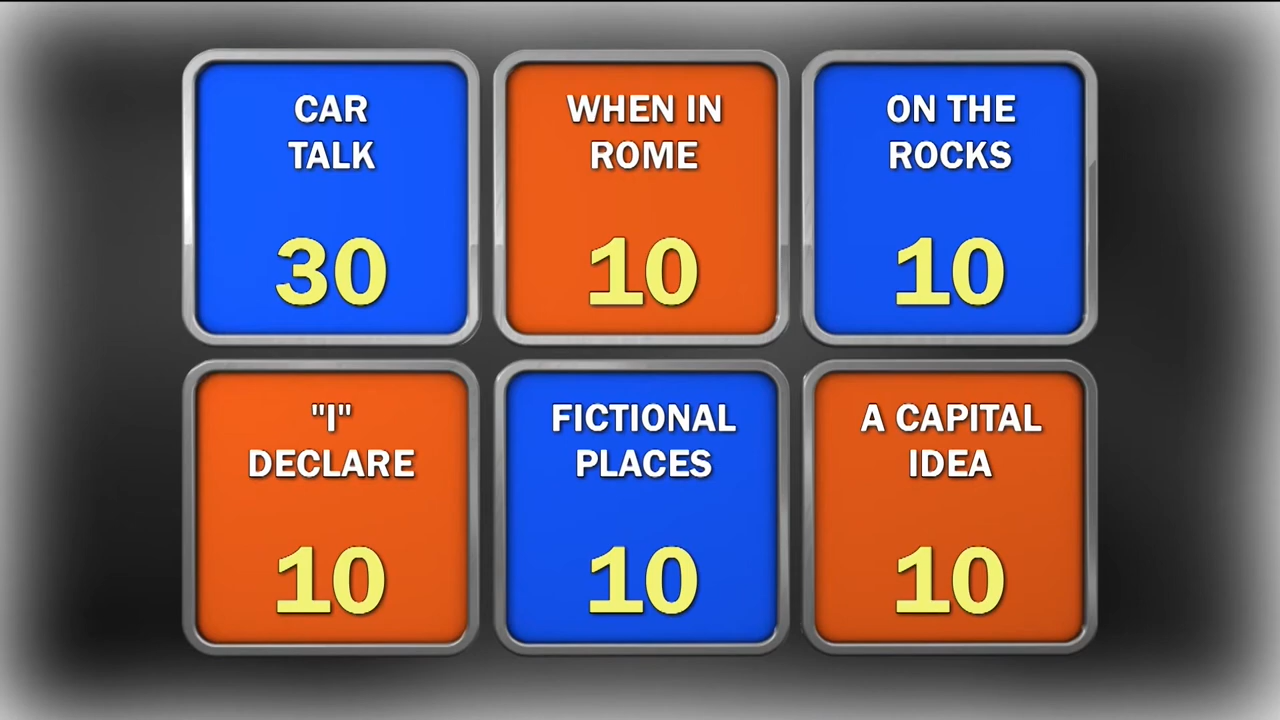 CAR
TALK
30
WHEN IN
ROME
10
ON THE
ROCKS
10
"I"
DECLARE
10
FICTIONAL
PLACES
10
A CAPITAL
IDEA
10